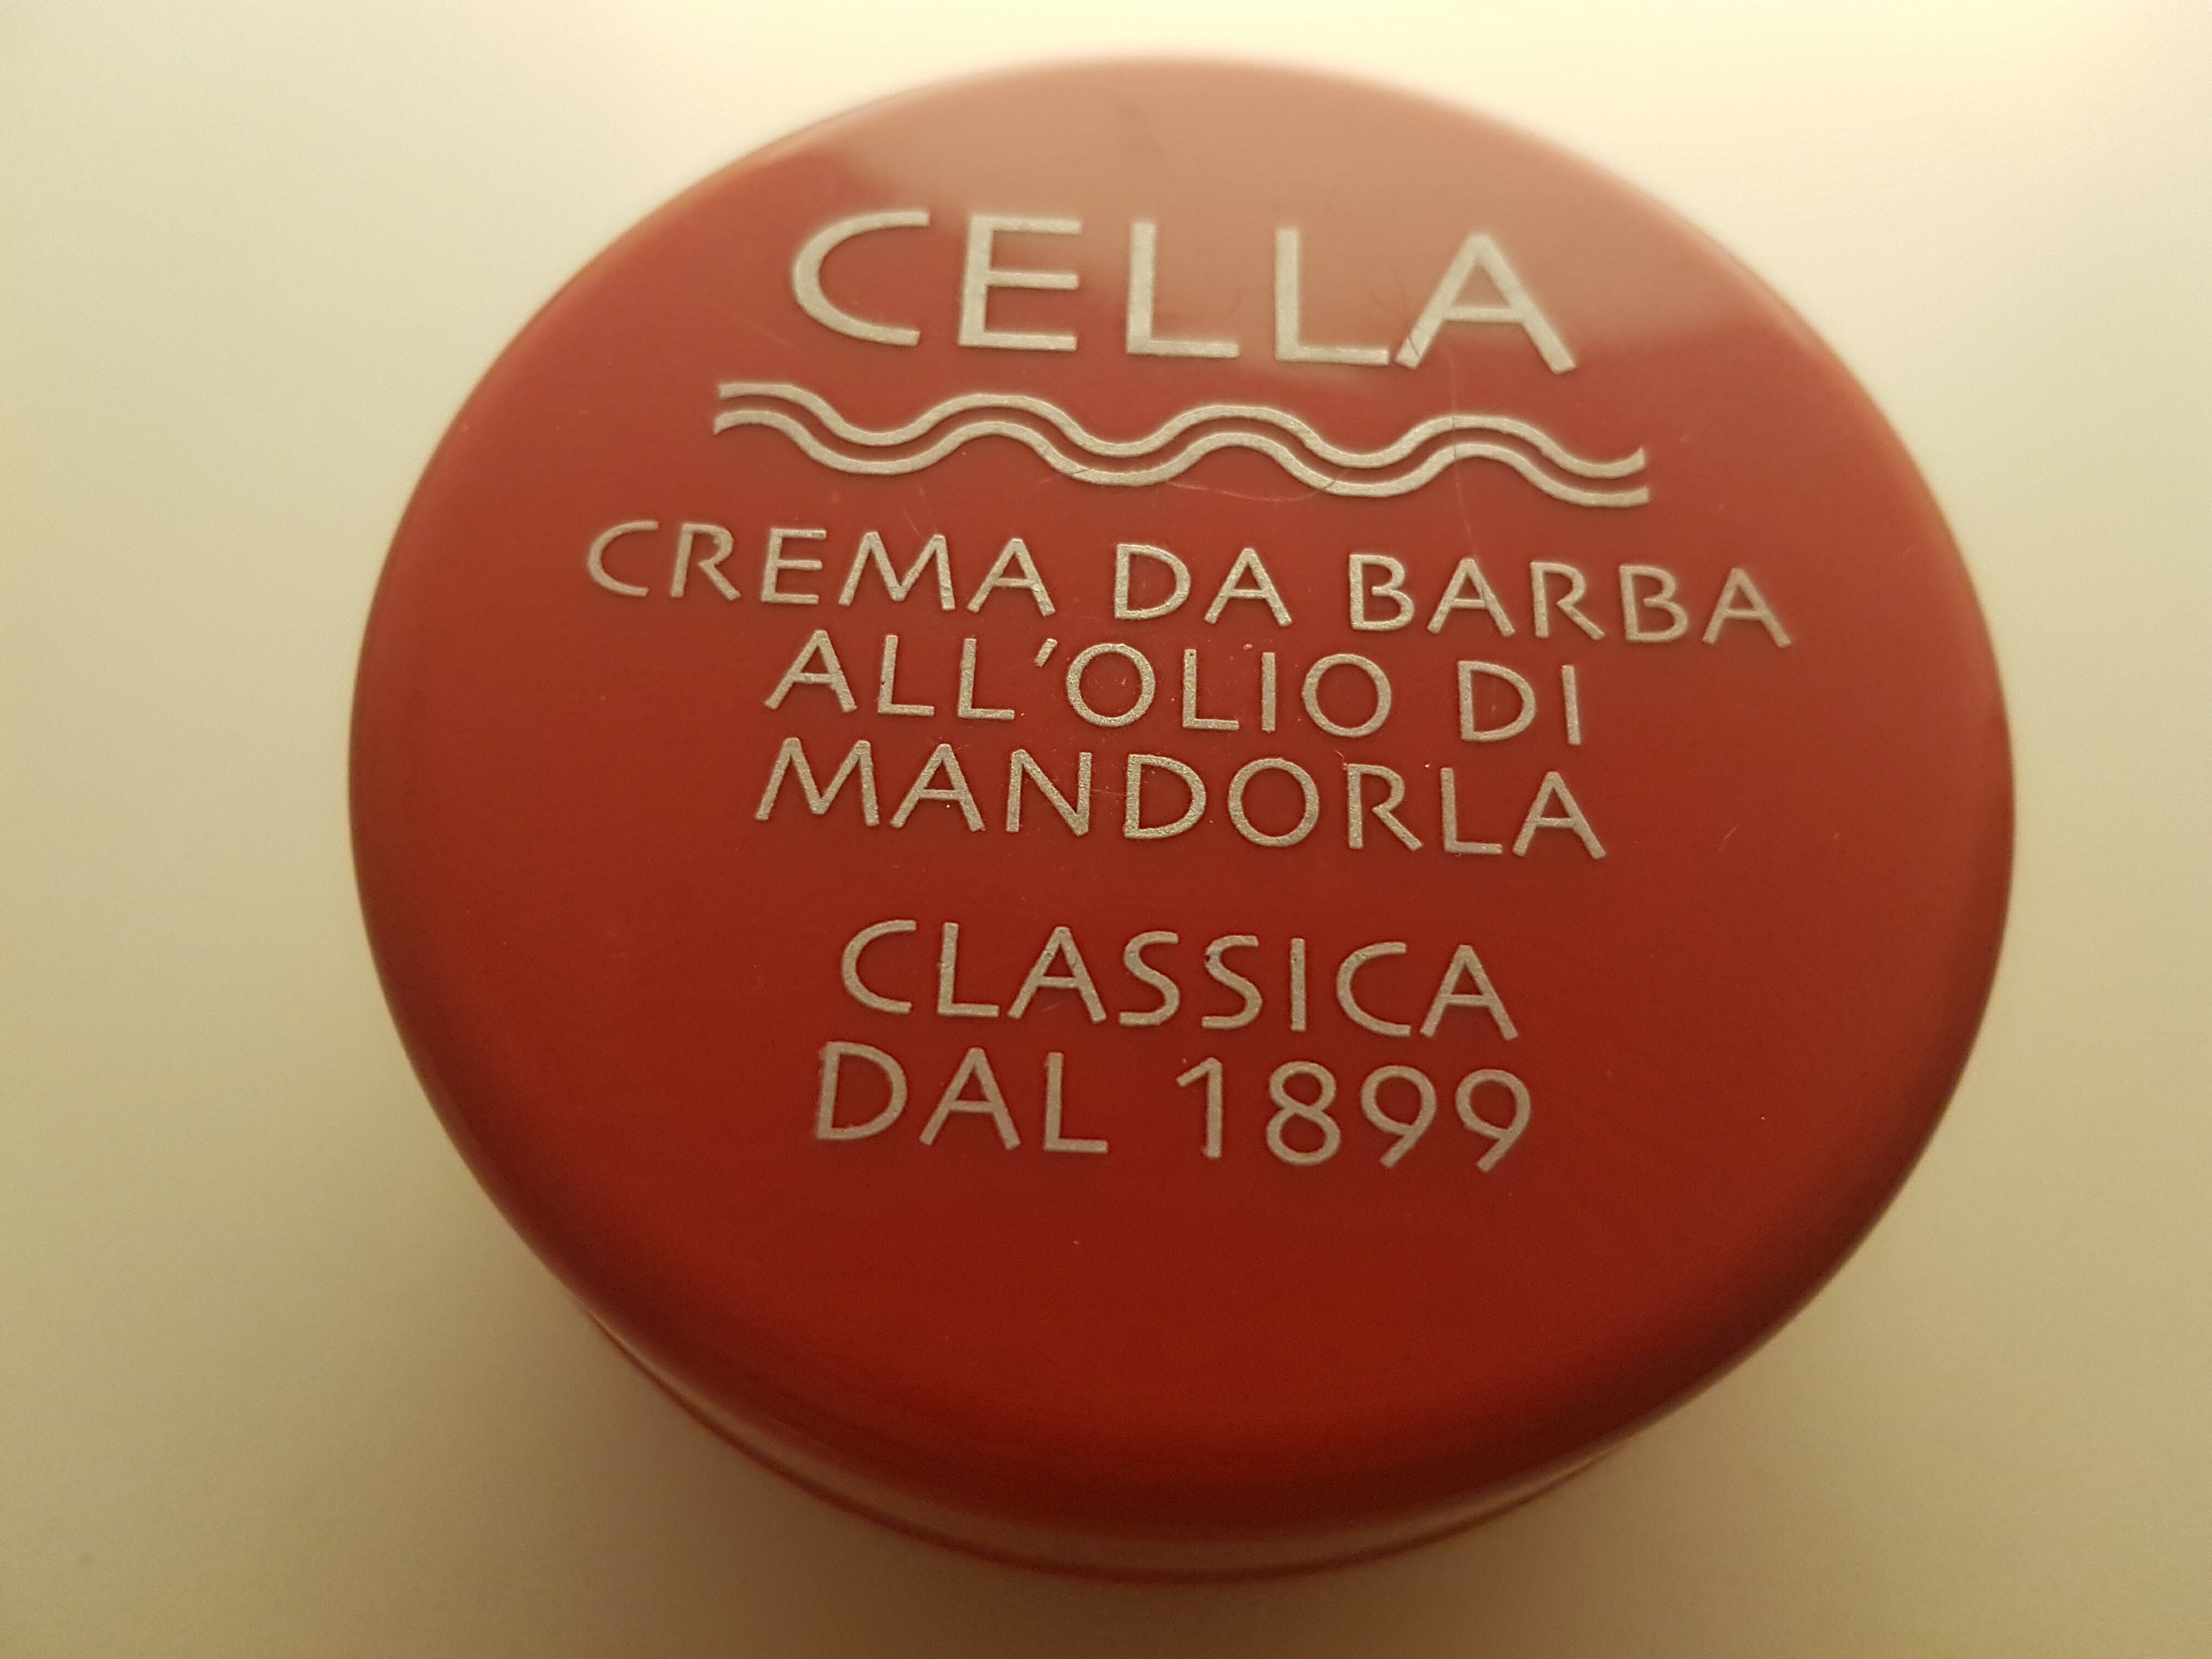 CELLA
CREMA DA BARBA
ALL'OLIO DI
MANDORLA
CLASSICA
DAL 1899